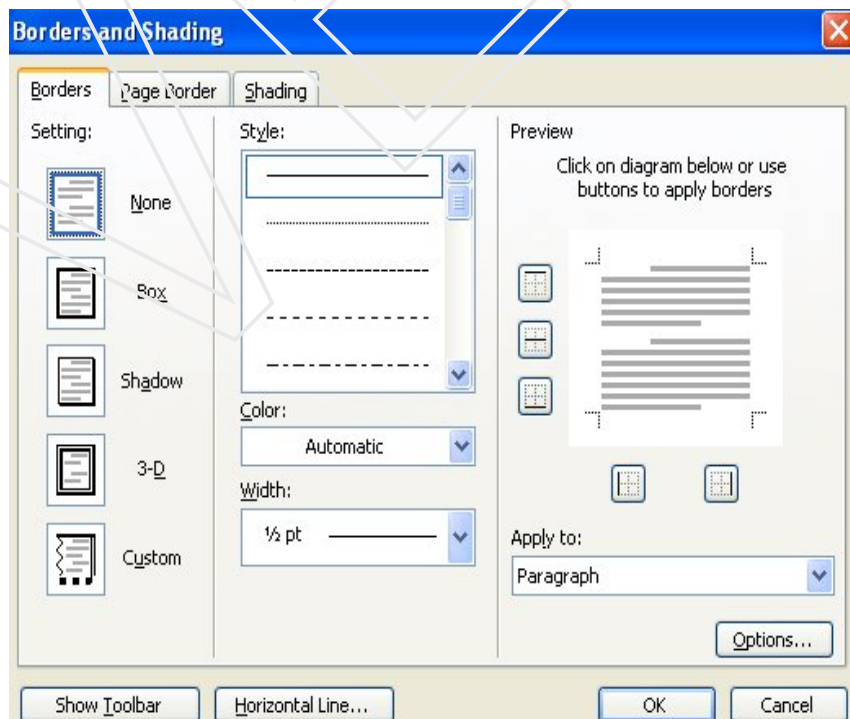 Borders and Shading
Borders
Page Border
Shading
Setting:
None
Box
Shadow
3-D
Custom
Style:
Color:
Automatic
Width:
½ pt
Preview
Click on diagram below or use
buttons to apply borders
Apply to:
Paragraph
Options...
Show Toolbar
Horizontal Line...
OK
Cancel